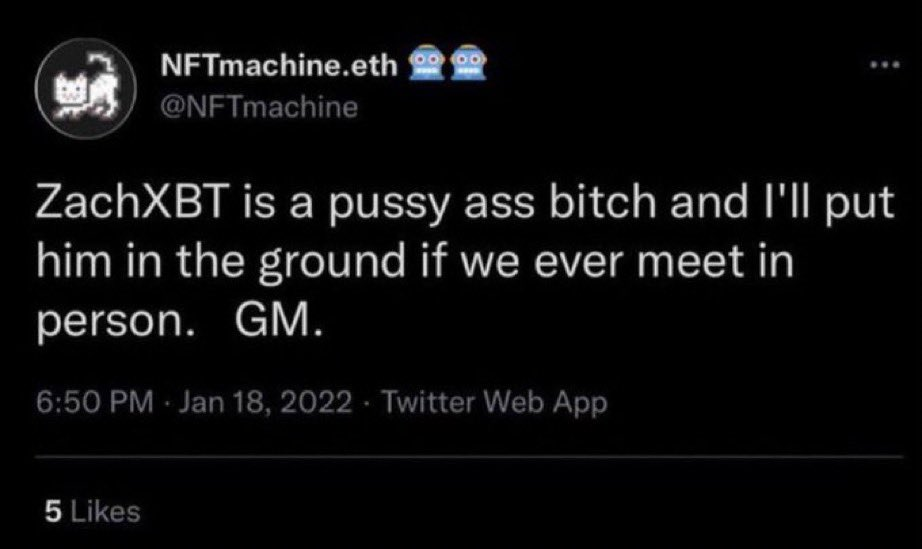 NFTmachine.eth 🤖🤖
@NFTmachine
ZachXBT is a pussy ass bitch and I'll put
him in the ground if we ever meet in
person.   GM.
6:50 PM · Jan 18, 2022 · Twitter Web App
5 Likes